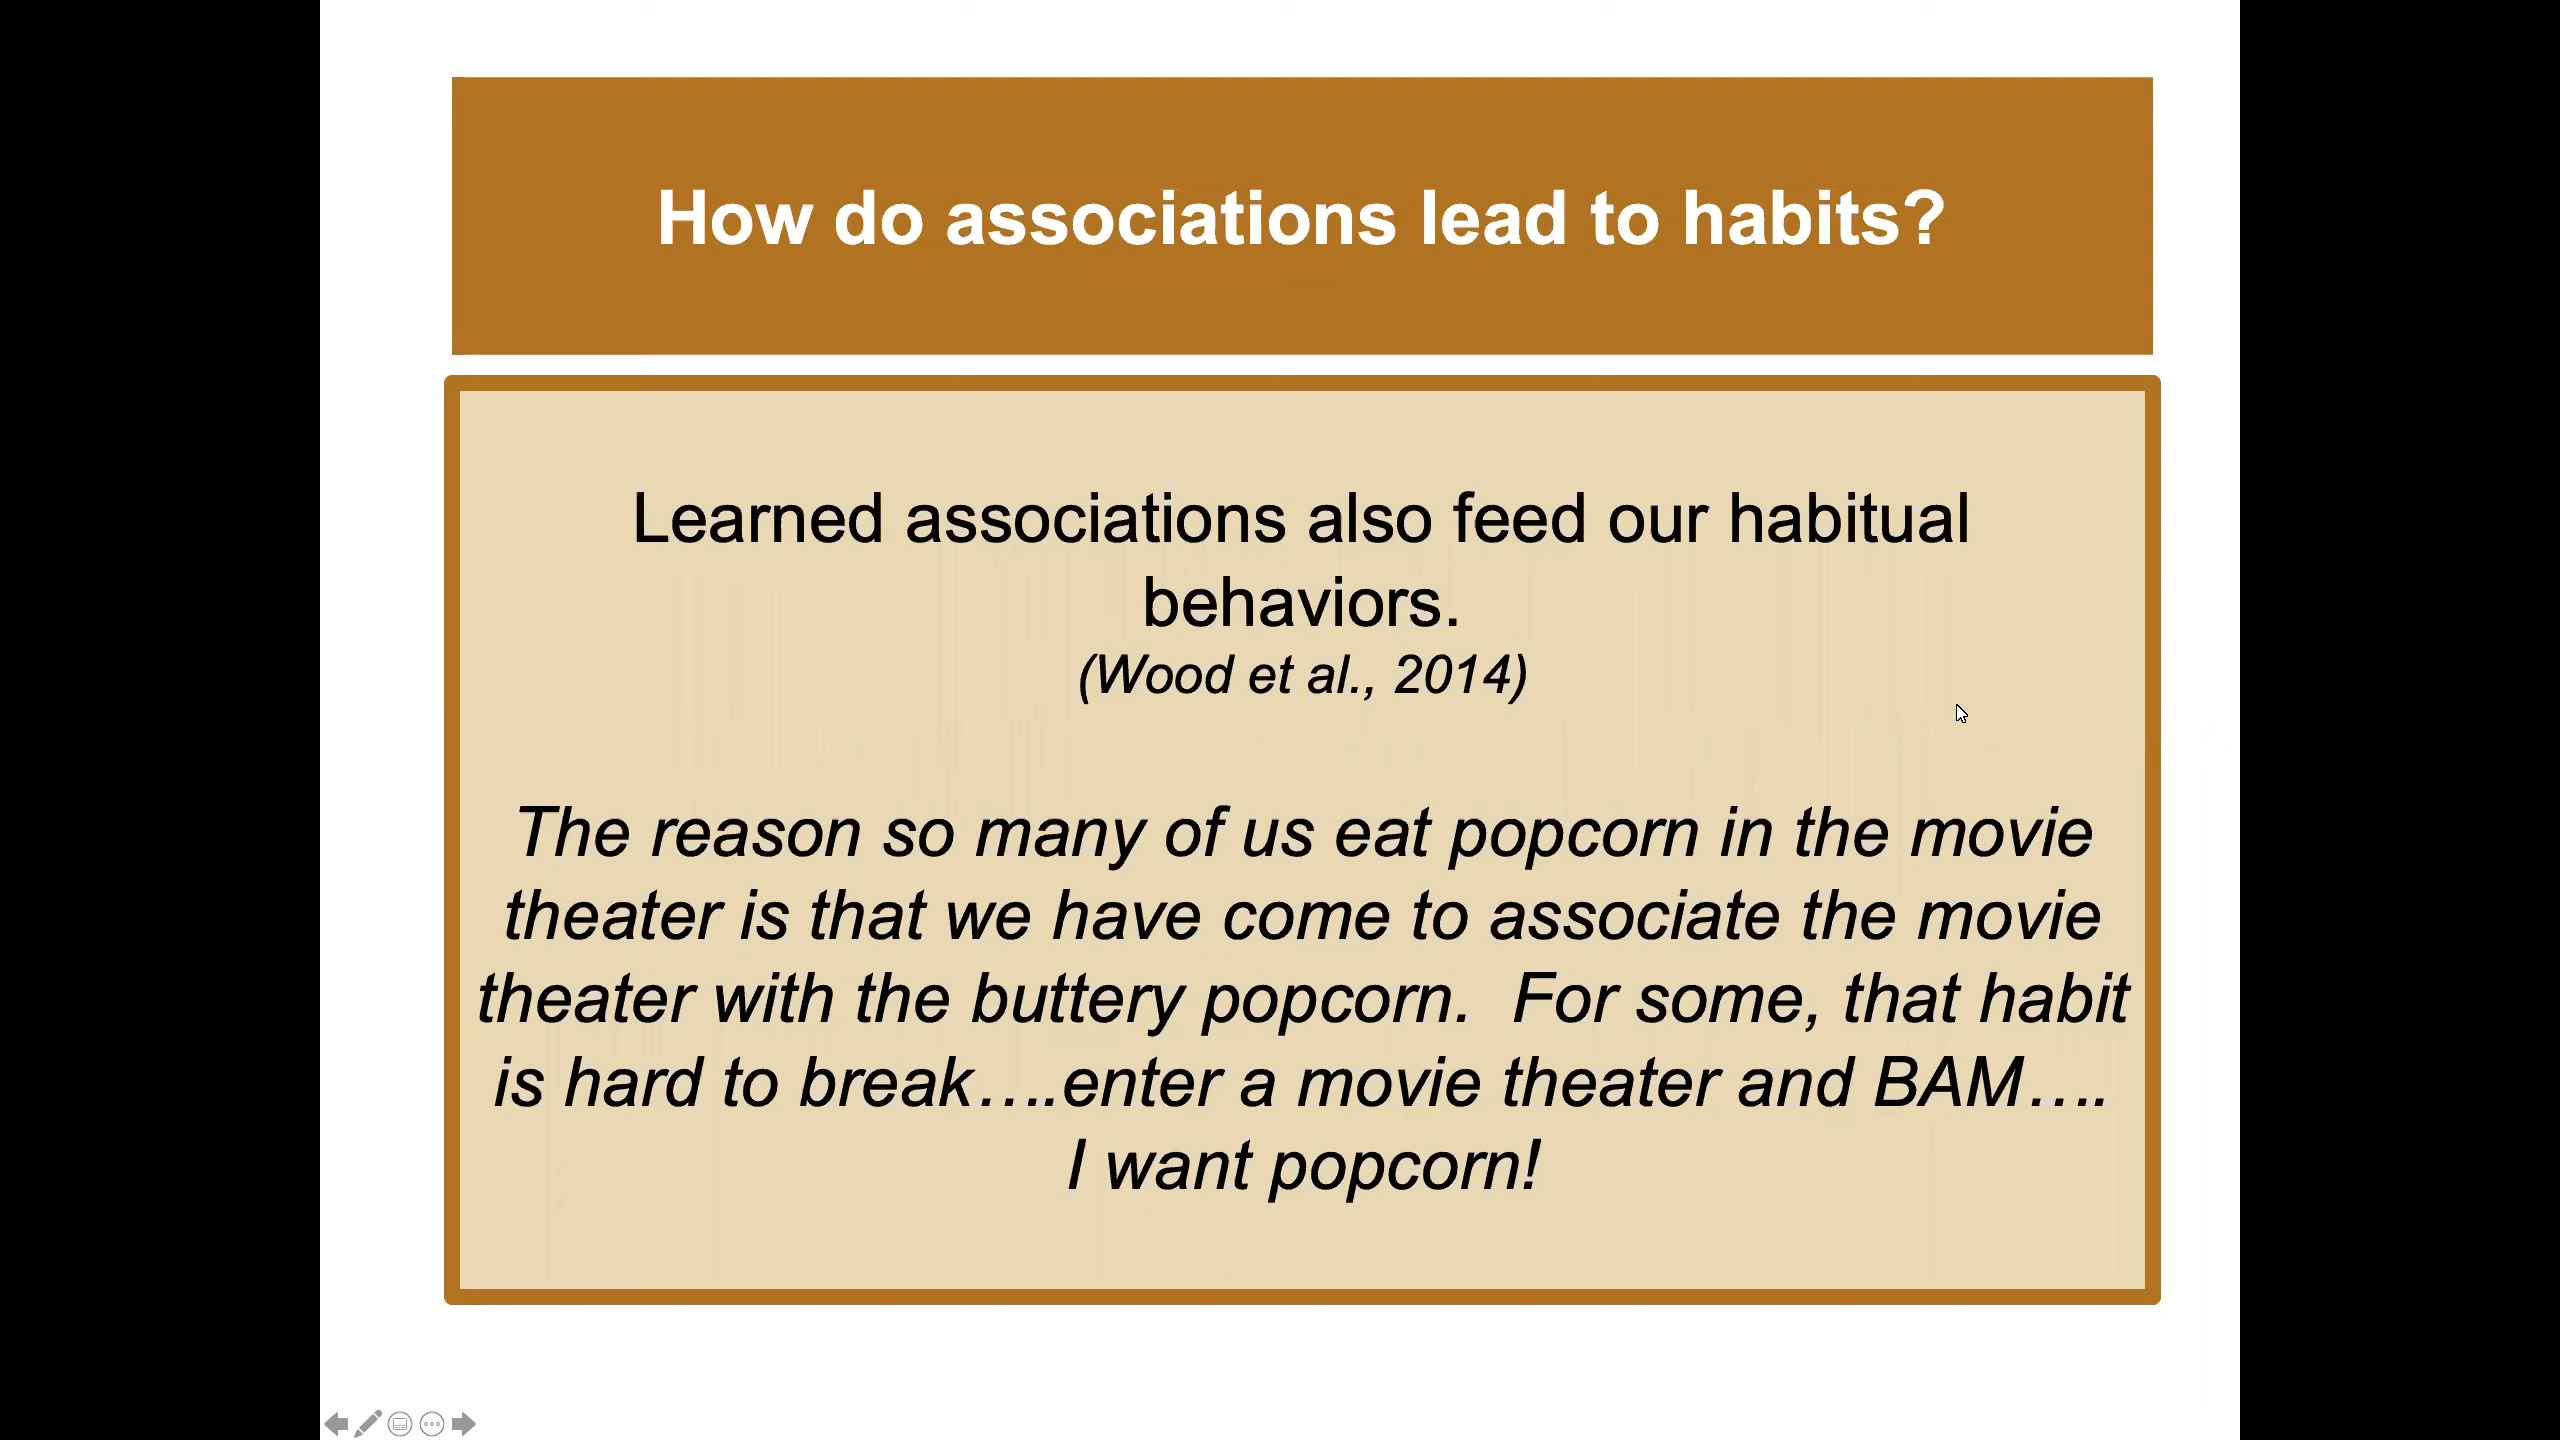 How do associations lead to habits?
Learned associations also feed our habitual
behaviors.
(Wood et al., 2014)
The reason so many of us eat popcorn in the movie
theater is that we have come to associate the movie
theater with the buttery popcorn.  For some, that habit
is hard to break….enter a movie theater and BAM….
I want popcorn!